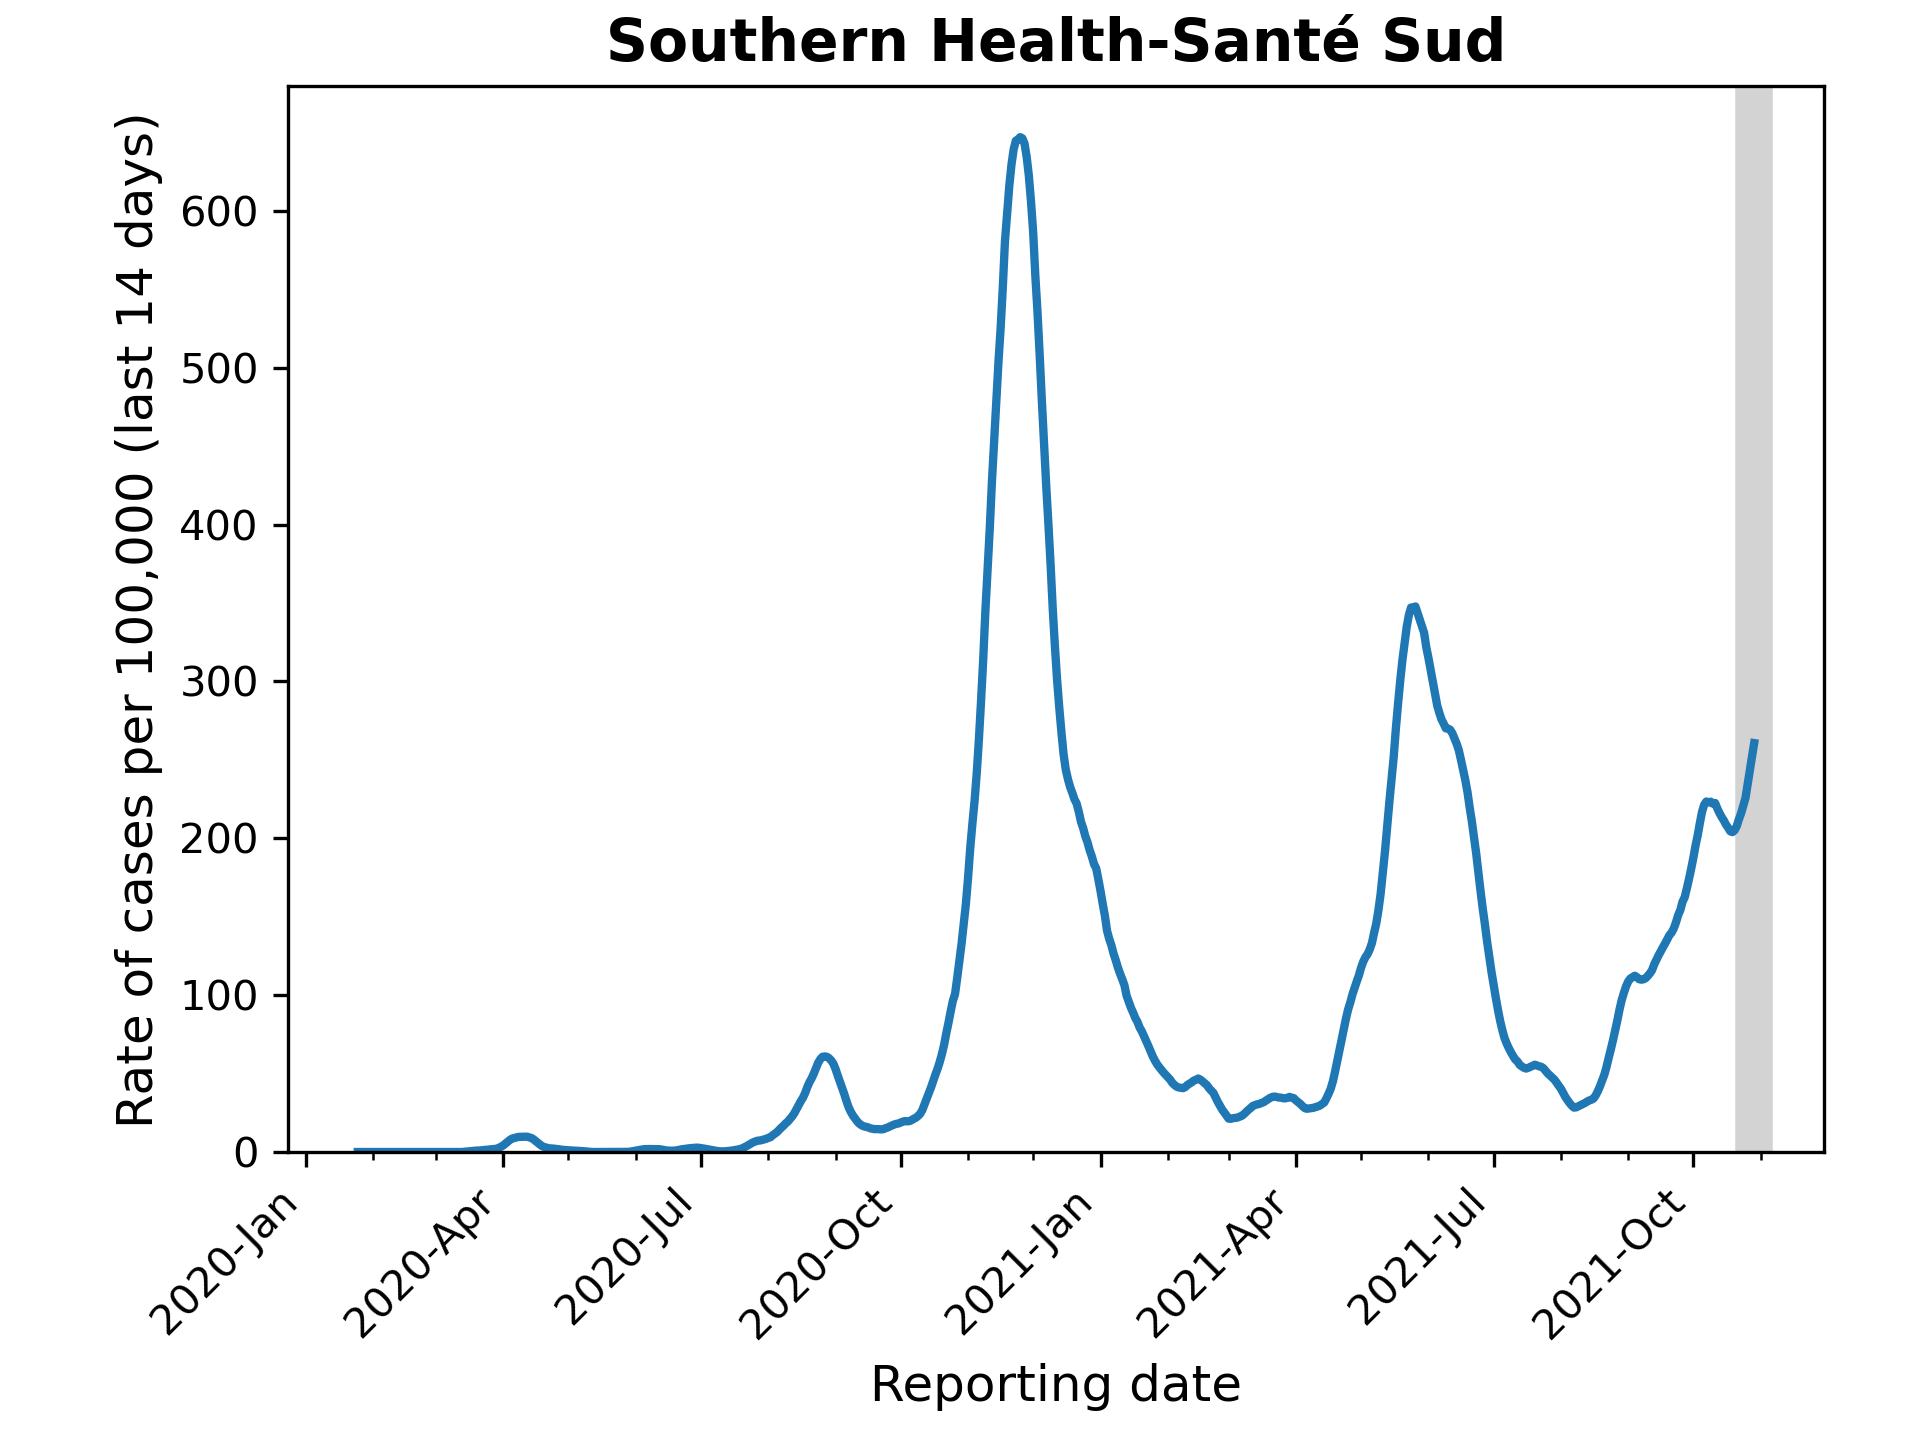 Southern Health-Santé Sud
Rate of cases per 100,000 (last 14 days)
600
500
400
300
200
100
0
2020-Jan
2020-Apr
2020-Jul
2020-Oct
2021-Jan
2021-Apr
2021-Jul
2021-Oct
Reporting date